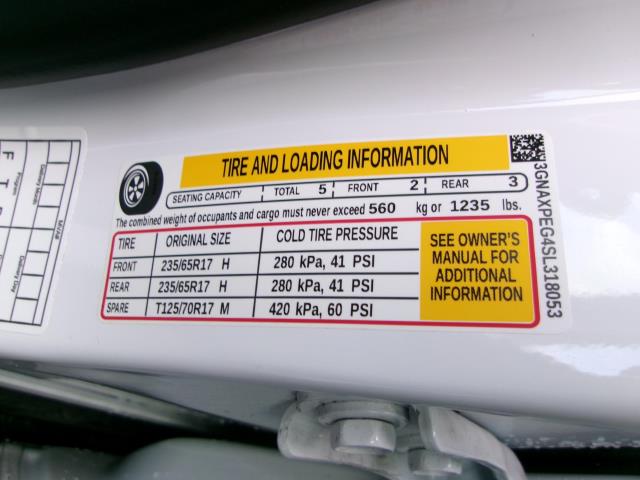 TIRE AND LOADING INFORMATION
SEATING CAPACITY TOTAL 5 FRONT 2 REAR 3
The combined weight of occupants and cargo must never exceed 560 kg or 1235 lbs.
TIRE ORIGINAL SIZE COLD TIRE PRESSURE
FRONT 235/65R17 H 280 kPa, 41 PSI
REAR 235/65R17 H 280 kPa, 41 PSI
SPARE T125/70R17 M 420 kPa, 60 PSI
SEE OWNER'S
MANUAL FOR
ADDITIONAL
INFORMATION
3GNAXPEG4SL318053